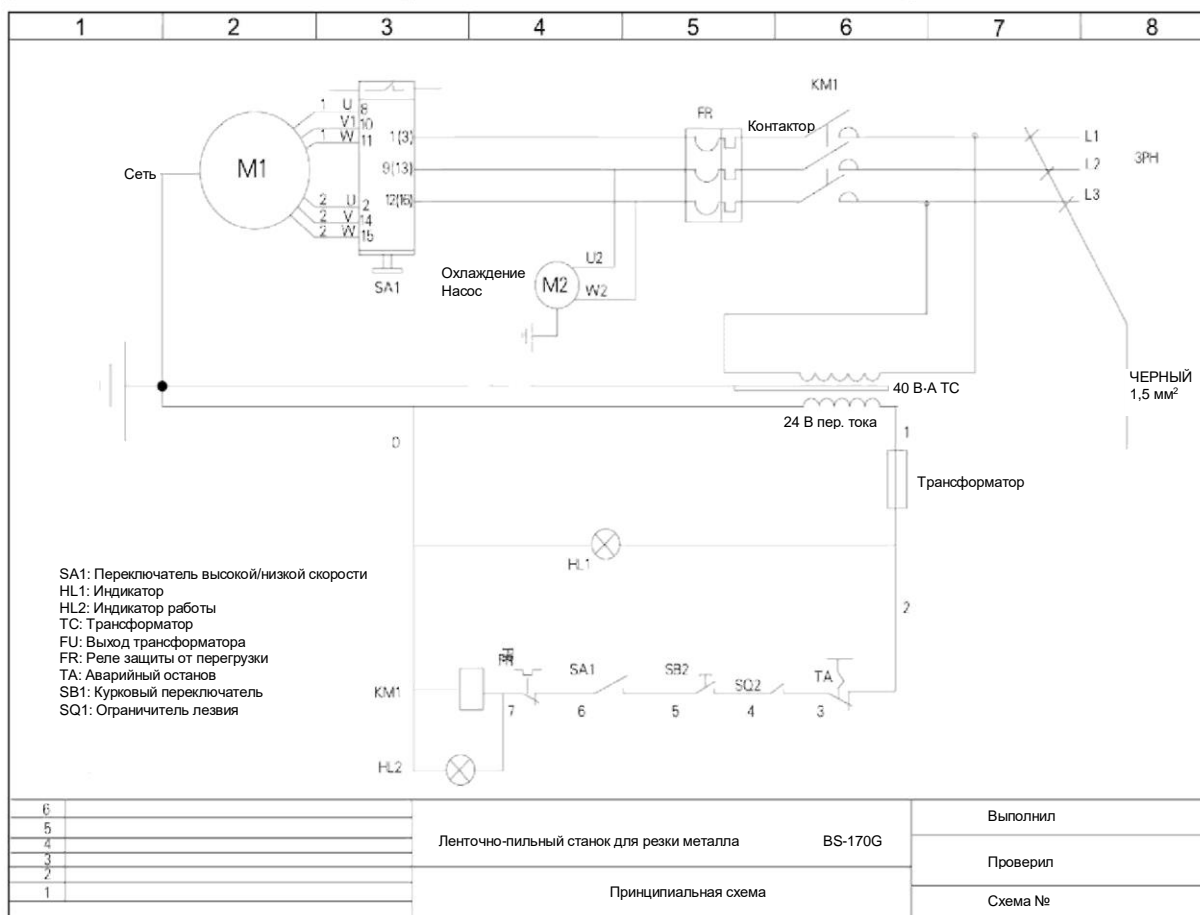 1 2 3 4 5 6 7 8
KM1
FR
Контактор
1 U 8
V1 10
1 W 11
1(3)
L1
M1
9(13)
L2
3PH
Сеть
12(16)
L3
2 U 2
2 V 14
2 W 15
SA1
Охлаждение
Насос
M2
U2
W2
ЧЕРНЫЙ
1,5 мм²
40 В·А ТС
24 В пер. тока
1
0
Трансформатор
HL1
2
SA1: Переключатель высокой/низкой скорости
HL1: Индикатор
HL2: Индикатор работы
TC: Трансформатор
FU: Выход трансформатора
FR: Реле защиты от перегрузки
TA: Аварийный останов
SB1: Курковый переключатель
SQ1: Ограничитель лезвия
SA1
SB2
SQ2
TA
KM1
7 6 5 4 3
HL2
6
5
4
3
2
1
Ленточно-пильный станок для резки металла BS-170G
Принципиальная схема
Выполнил
Проверил
Схема №